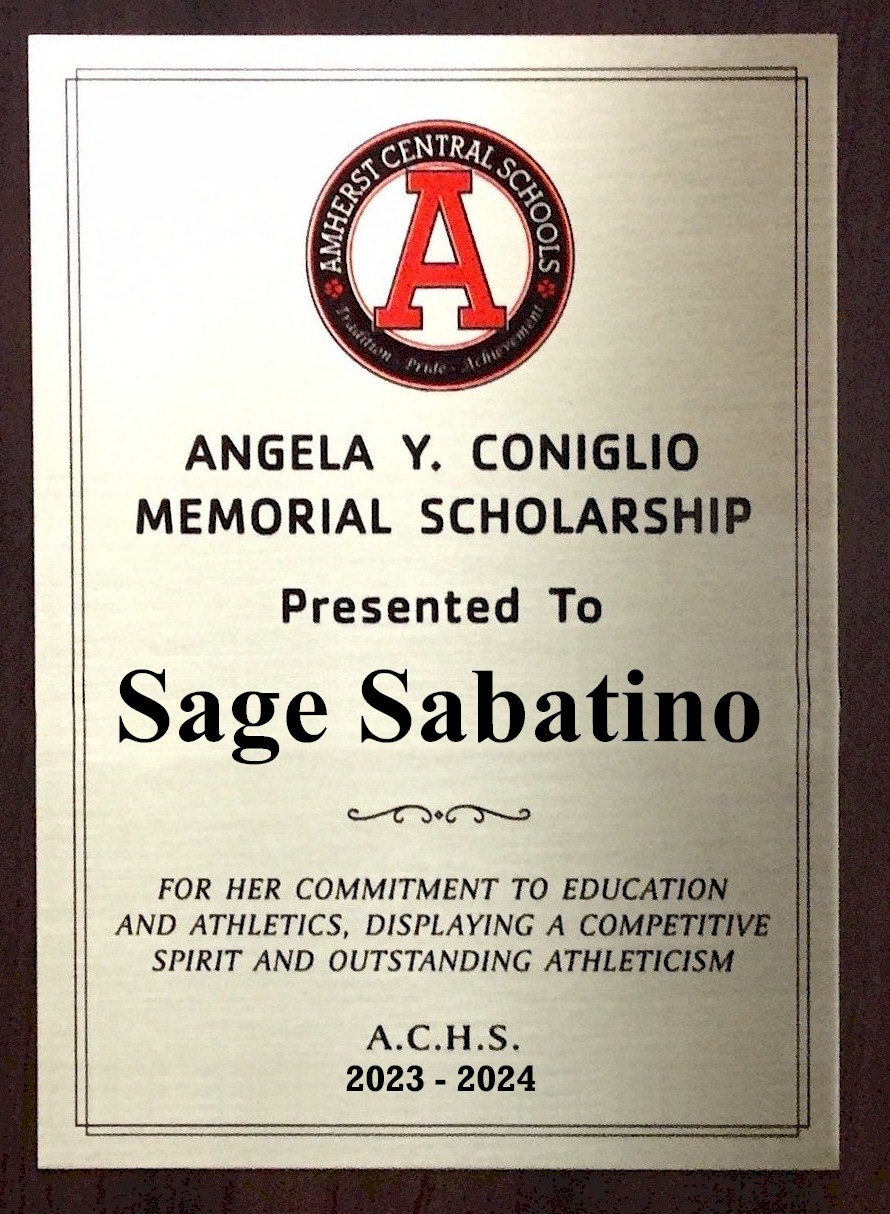 AMHERST CENTRAL SCHOOLS
A
Tradition - Pride - Achievement
ANGELA Y. CONIGLIO
MEMORIAL SCHOLARSHIP
Presented To
Sage Sabatino
FOR HER COMMITMENT TO EDUCATION
AND ATHLETICS, DISPLAYING A COMPETITIVE
SPIRIT AND OUTSTANDING ATHLETICISM
A.C.H.S.
2023 - 2024